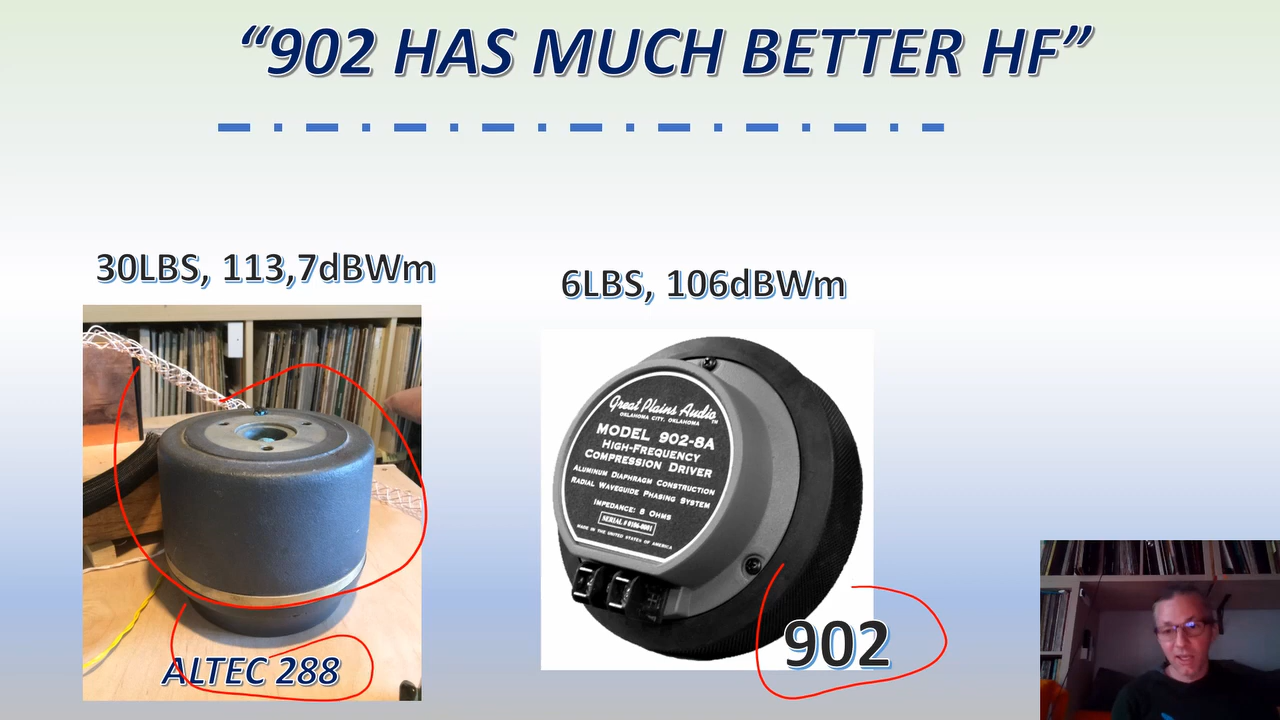 “902 HAS MUCH BETTER HF”
30LBS, 113,7dBWm
6LBS, 106dBWm
Great Plains Audio
OKLAHOMA CITY, OKLAHOMA
MODEL 902-8A
HIGH-FREQUENCY
COMPRESSION DRIVER
ALUMINUM DIAPHRAGM CONSTRUCTION
RADIAL WAVEGUIDE PHASING SYSTEM
IMPEDANCE: 8 OHMS
MADE IN THE UNITED STATES OF AMERICA
ALTEC 288
902